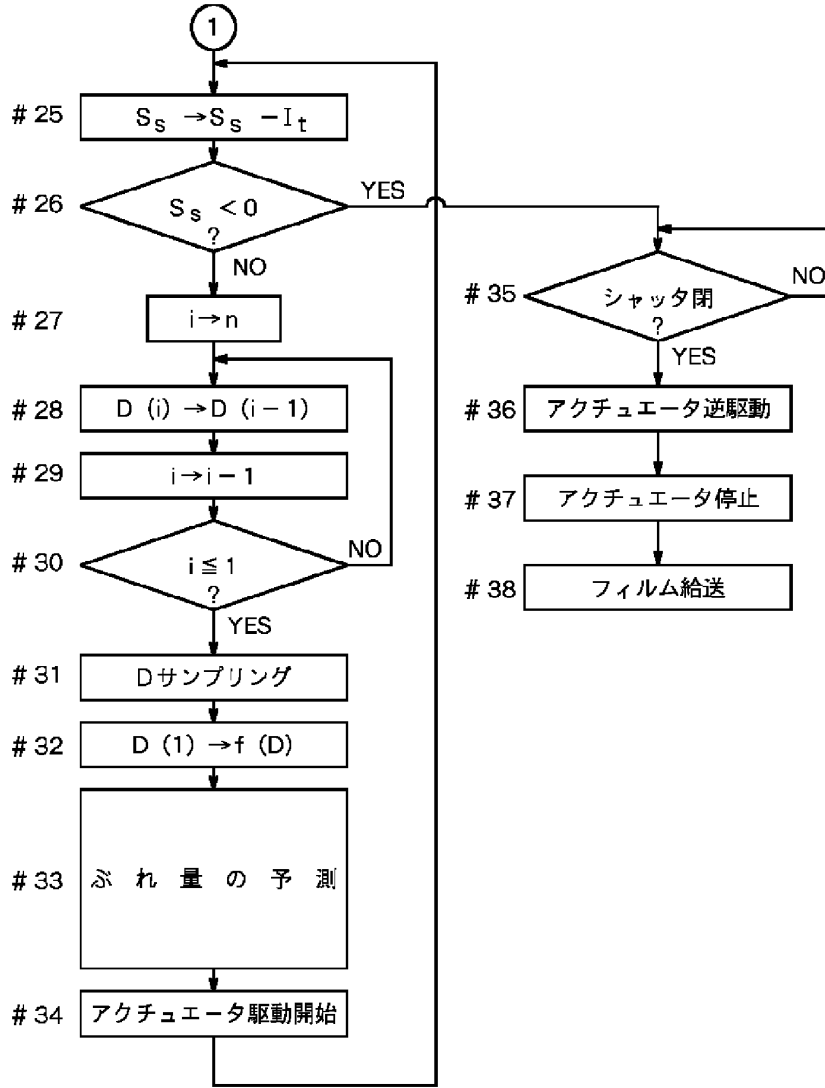 1
#25 Sₛ→Sₛ−Iₜ
#26 Sₛ<0 YES
?
NO
#27 i→n
#28 D(i)→D(i−1)
#29 i→i−1
#30 i≦1 NO
?
YES
#31 Dサンプリング
#32 D(1)→f(D)
#33 ぶれ量の予測
#34 アクチュエータ駆動開始
#35 シャッタ閉 NO
?
YES
#36 アクチュエータ逆駆動
#37 アクチュエータ停止
#38 フィルム給送